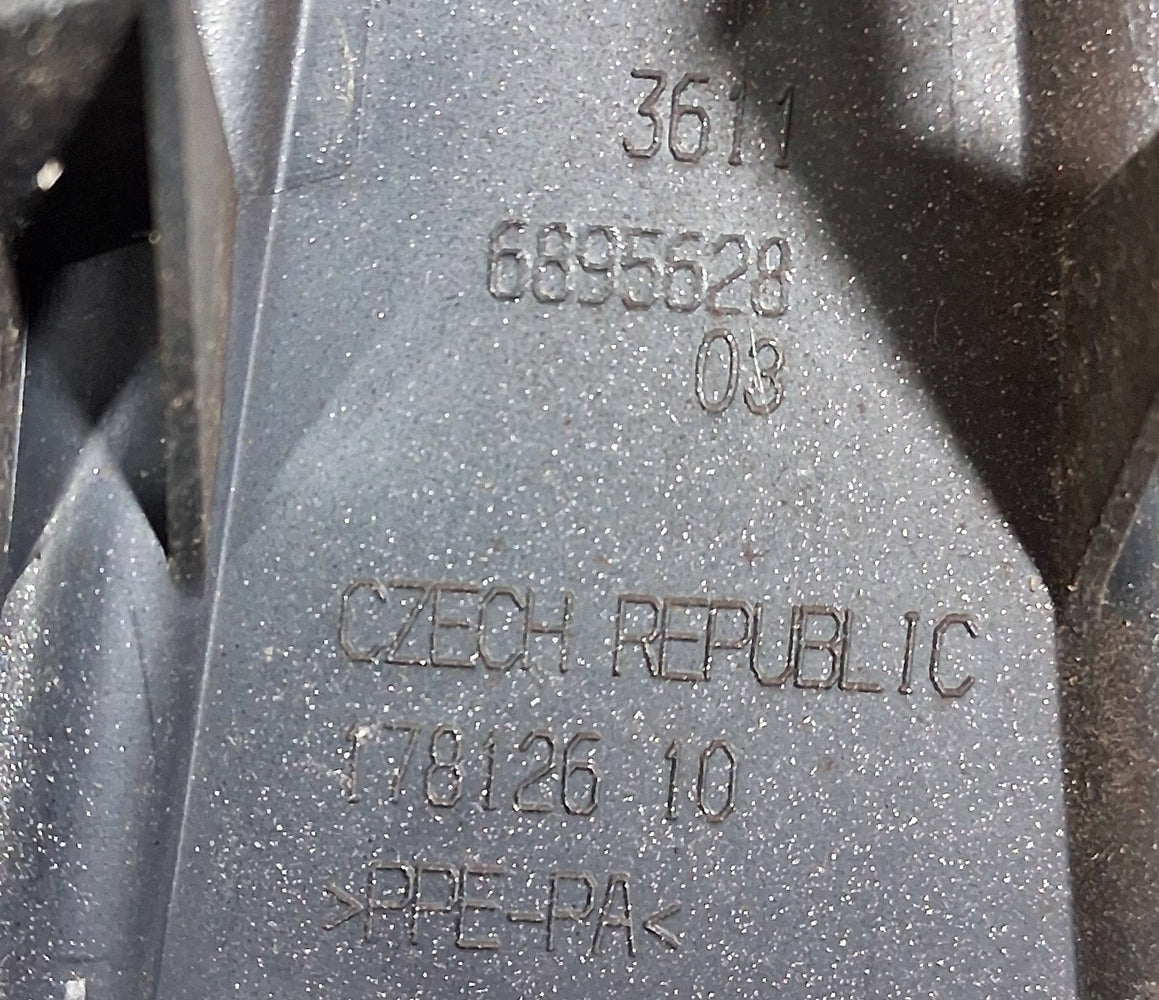 3611
6895628
03
CZECH REPUBLIC
178126 10
>PPE-PA<